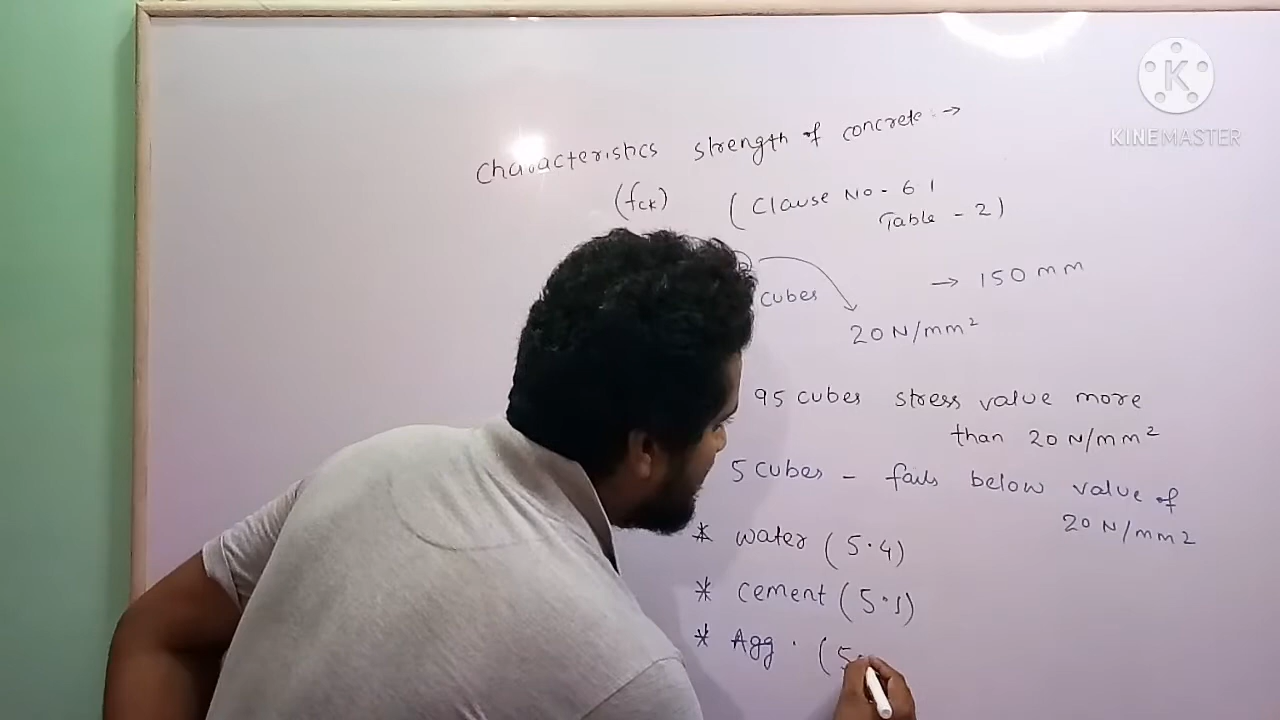 K
KINEMASTER
Characteristics strength of concrete :→
(fck) (Clause No - 6 1
Table - 2)
cubes → 150 mm
20 N/mm²
95 cubes stress value more
than 20 N/mm²
5 cubes - fails below value of
20 N/mm²
* water (5.4)
* cement (5.1)
* Agg. (5.